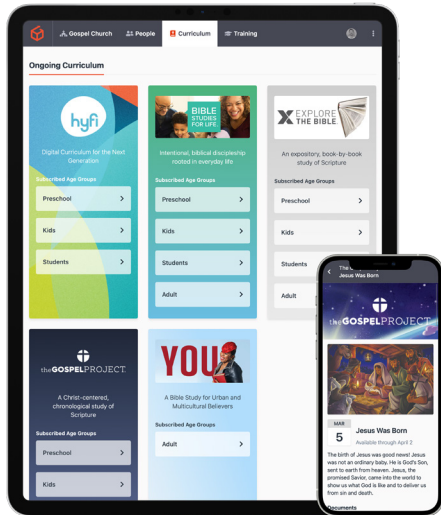 Gospel Church
People
Curriculum
Training
Ongoing Curriculum
hyfi
Digital Curriculum for the Next
Generation
Subscribed Age Groups
Preschool
Kids
Students
BIBLE
STUDIES
FOR LIFE
Intentional, biblical discipleship
rooted in everyday life
Subscribed Age Groups
Preschool
Kids
Students
Adult
EXPLORE
THE BIBLE
An expository, book-by-book
study of Scripture
Subscribed Age Groups
Preschool
Kids
Students
Adult
theGOSPELPROJECT
A Christ-centered,
chronological study of
Scripture
Subscribed Age Groups
Preschool
Kids
YOU
A Bible Study for Urban and
Multicultural Believers
Subscribed Age Groups
Adult
Jesus Was Born
theGOSPELPROJECT
MAR
5
Jesus Was Born
Available through April 2
The birth of Jesus was good news! Jesus
was not an ordinary baby. He is God's Son,
sent to earth from heaven. Jesus, the
promised Savior, came into the world to
show us what God is like and to deliver us
from sin and death.
Documents